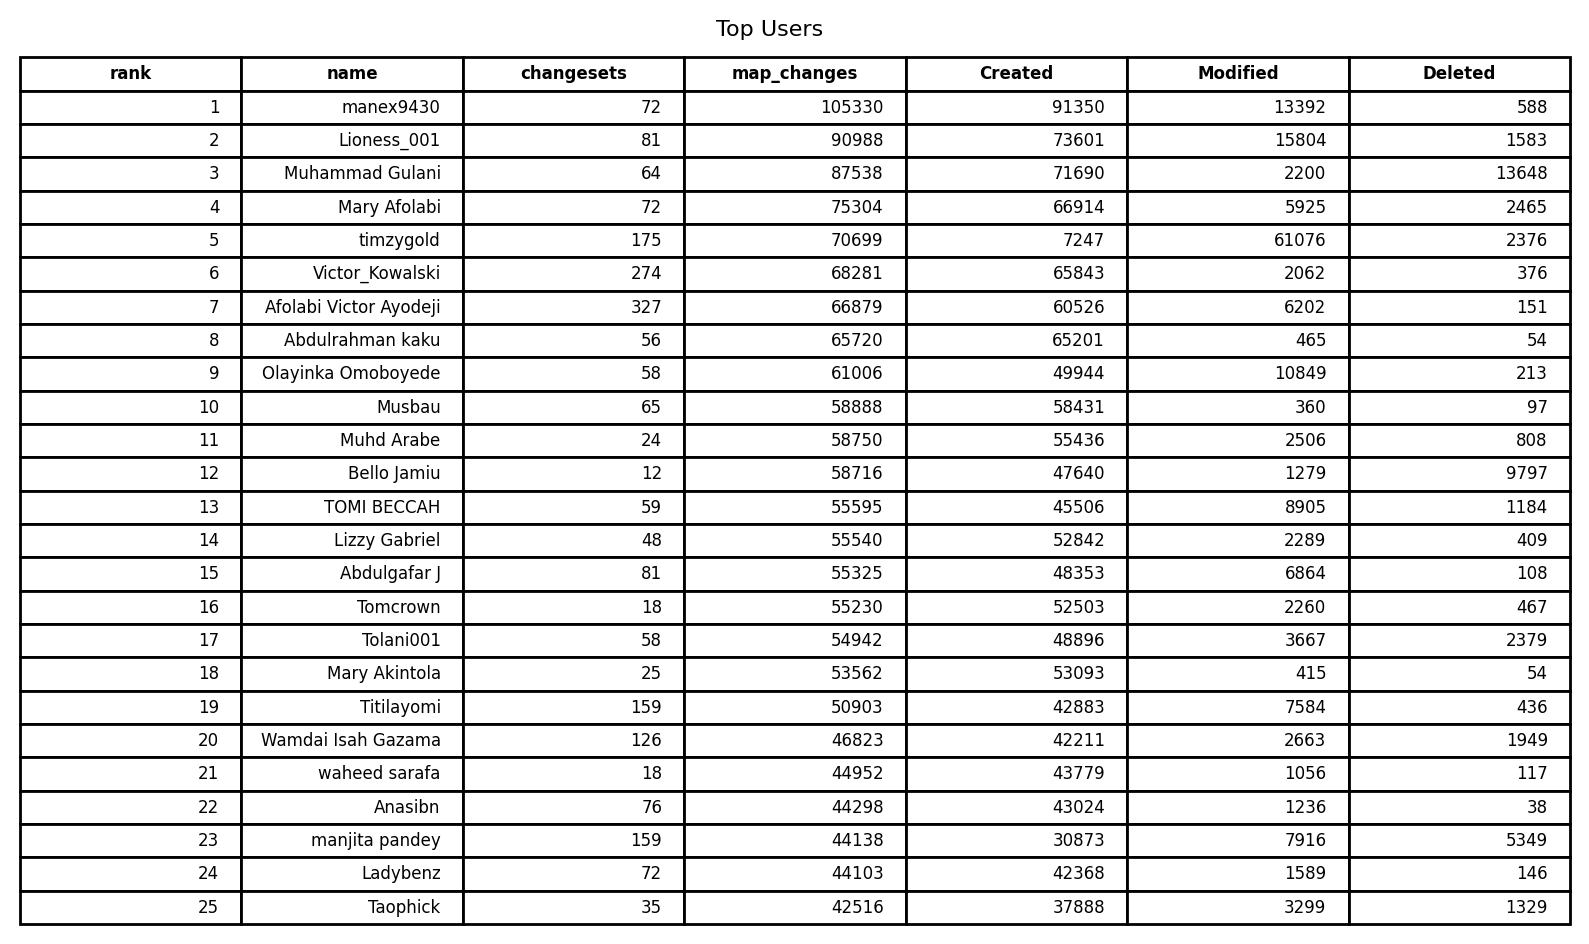 Top Users
rank name changesets map_changes Created Modified Deleted
1 manex9430 72 105330 91350 13392 588
2 Lioness_001 81 90988 73601 15804 1583
3 Muhammad Gulani 64 87538 71690 2200 13648
4 Mary Afolabi 72 75304 66914 5925 2465
5 timzygold 175 70699 7247 61076 2376
6 Victor_Kowalski 274 68281 65843 2062 376
7 Afolabi Victor Ayodeji 327 66879 60526 6202 151
8 Abdulrahman kaku 56 65720 65201 465 54
9 Olayinka Omoboyede 58 61006 49944 10849 213
10 Musbau 65 58888 58431 360 97
11 Muhd Arabe 24 58750 55436 2506 808
12 Bello Jamiu 12 58716 47640 1279 9797
13 TOMI BECCAH 59 55595 45506 8905 1184
14 Lizzy Gabriel 48 55540 52842 2289 409
15 Abdulgafar J 81 55325 48353 6864 108
16 Tomcrown 18 55230 52503 2260 467
17 Tolani001 58 54942 48896 3667 2379
18 Mary Akintola 25 53562 53093 415 54
19 Titilayomi 159 50903 42883 7584 436
20 Wamdai Isah Gazama 126 46823 42211 2663 1949
21 waheed sarafa 18 44952 43779 1056 117
22 Anasibn 76 44298 43024 1236 38
23 manjita pandey 159 44138 30873 7916 5349
24 Ladybenz 72 44103 42368 1589 146
25 Taophick 35 42516 37888 3299 1329